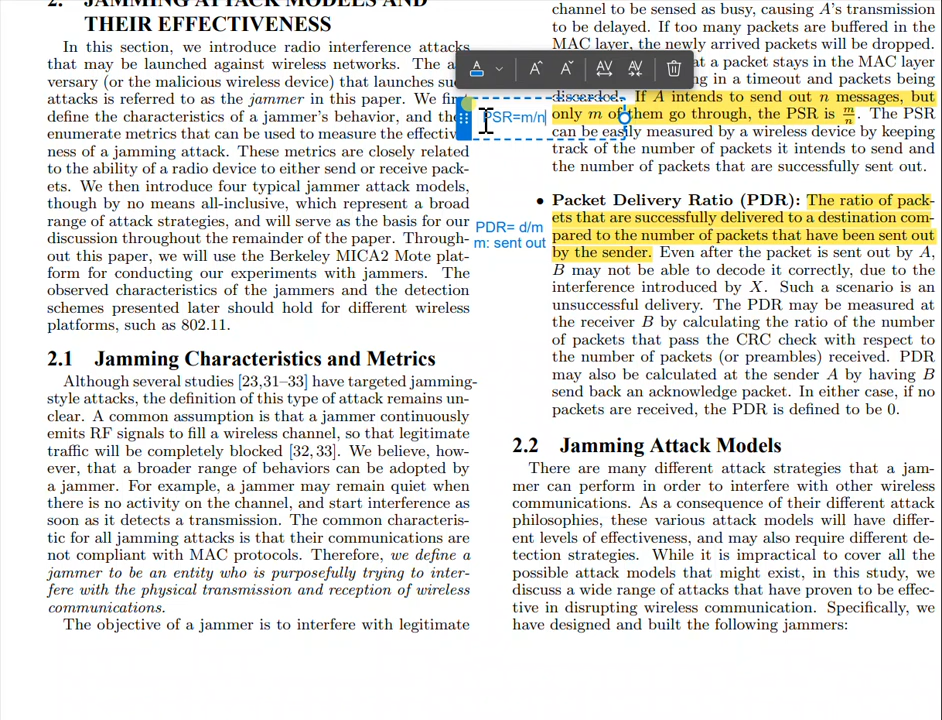 2. JAMMING ATTACK MODELS AND
THEIR EFFECTIVENESS
In this section, we introduce radio interference attacks
that may be launched against wireless networks. The a
versary (or the malicious wireless device) that launches su
attacks is referred to as the jammer in this paper. We fi
define the characteristics of a jammer's behavior, and the
enumerate metrics that can be used to measure the effectiv
ness of a jamming attack. These metrics are closely related
to the ability of a radio device to either send or receive pack-
ets. We then introduce four typical jammer attack models,
though by no means all-inclusive, which represent a broad
range of attack strategies, and will serve as the basis for our
discussion throughout the remainder of the paper. Through-
out this paper, we will use the Berkeley MICA2 Mote plat-
form for conducting our experiments with jammers. The
observed characteristics of the jammers and the detection
schemes presented later should hold for different wireless
platforms, such as 802.11.
2.1 Jamming Characteristics and Metrics
Although several studies [23,31–33] have targeted jamming-
style attacks, the definition of this type of attack remains un-
clear. A common assumption is that a jammer continuously
emits RF signals to fill a wireless channel, so that legitimate
traffic will be completely blocked [32,33]. We believe, how-
ever, that a broader range of behaviors can be adopted by
a jammer. For example, a jammer may remain quiet when
there is no activity on the channel, and start interference as
soon as it detects a transmission. The common characteris-
tic for all jamming attacks is that their communications are
not compliant with MAC protocols. Therefore, we define a
jammer to be an entity who is purposefully trying to inter-
fere with the physical transmission and reception of wireless
communications.
The objective of a jammer is to interfere with legitimate
channel to be sensed as busy, causing A's transmission
to be delayed. If too many packets are buffered in the
MAC layer, the newly arrived packets will be dropped.
at a packet stays in the MAC layer
ng in a timeout and packets being
discarded. If A intends to send out n messages, but
only m of them go through, the PSR is m/n. The PSR
can be easily measured by a wireless device by keeping
track of the number of packets it intends to send and
the number of packets that are successfully sent out.
PSR=m/n
• Packet Delivery Ratio (PDR): The ratio of pack-
ets that are successfully delivered to a destination com-
pared to the number of packets that have been sent out
by the sender. Even after the packet is sent out by A,
B may not be able to decode it correctly, due to the
interference introduced by X. Such a scenario is an
unsuccessful delivery. The PDR may be measured at
the receiver B by calculating the ratio of the number
of packets that pass the CRC check with respect to
the number of packets (or preambles) received. PDR
may also be calculated at the sender A by having B
send back an acknowledge packet. In either case, if no
packets are received, the PDR is defined to be 0.
PDR= d/m
m: sent out
2.2 Jamming Attack Models
There are many different attack strategies that a jam-
mer can perform in order to interfere with other wireless
communications. As a consequence of their different attack
philosophies, these various attack models will have differ-
ent levels of effectiveness, and may also require different de-
tection strategies. While it is impractical to cover all the
possible attack models that might exist, in this study, we
discuss a wide range of attacks that have proven to be effec-
tive in disrupting wireless communication. Specifically, we
have designed and built the following jammers: